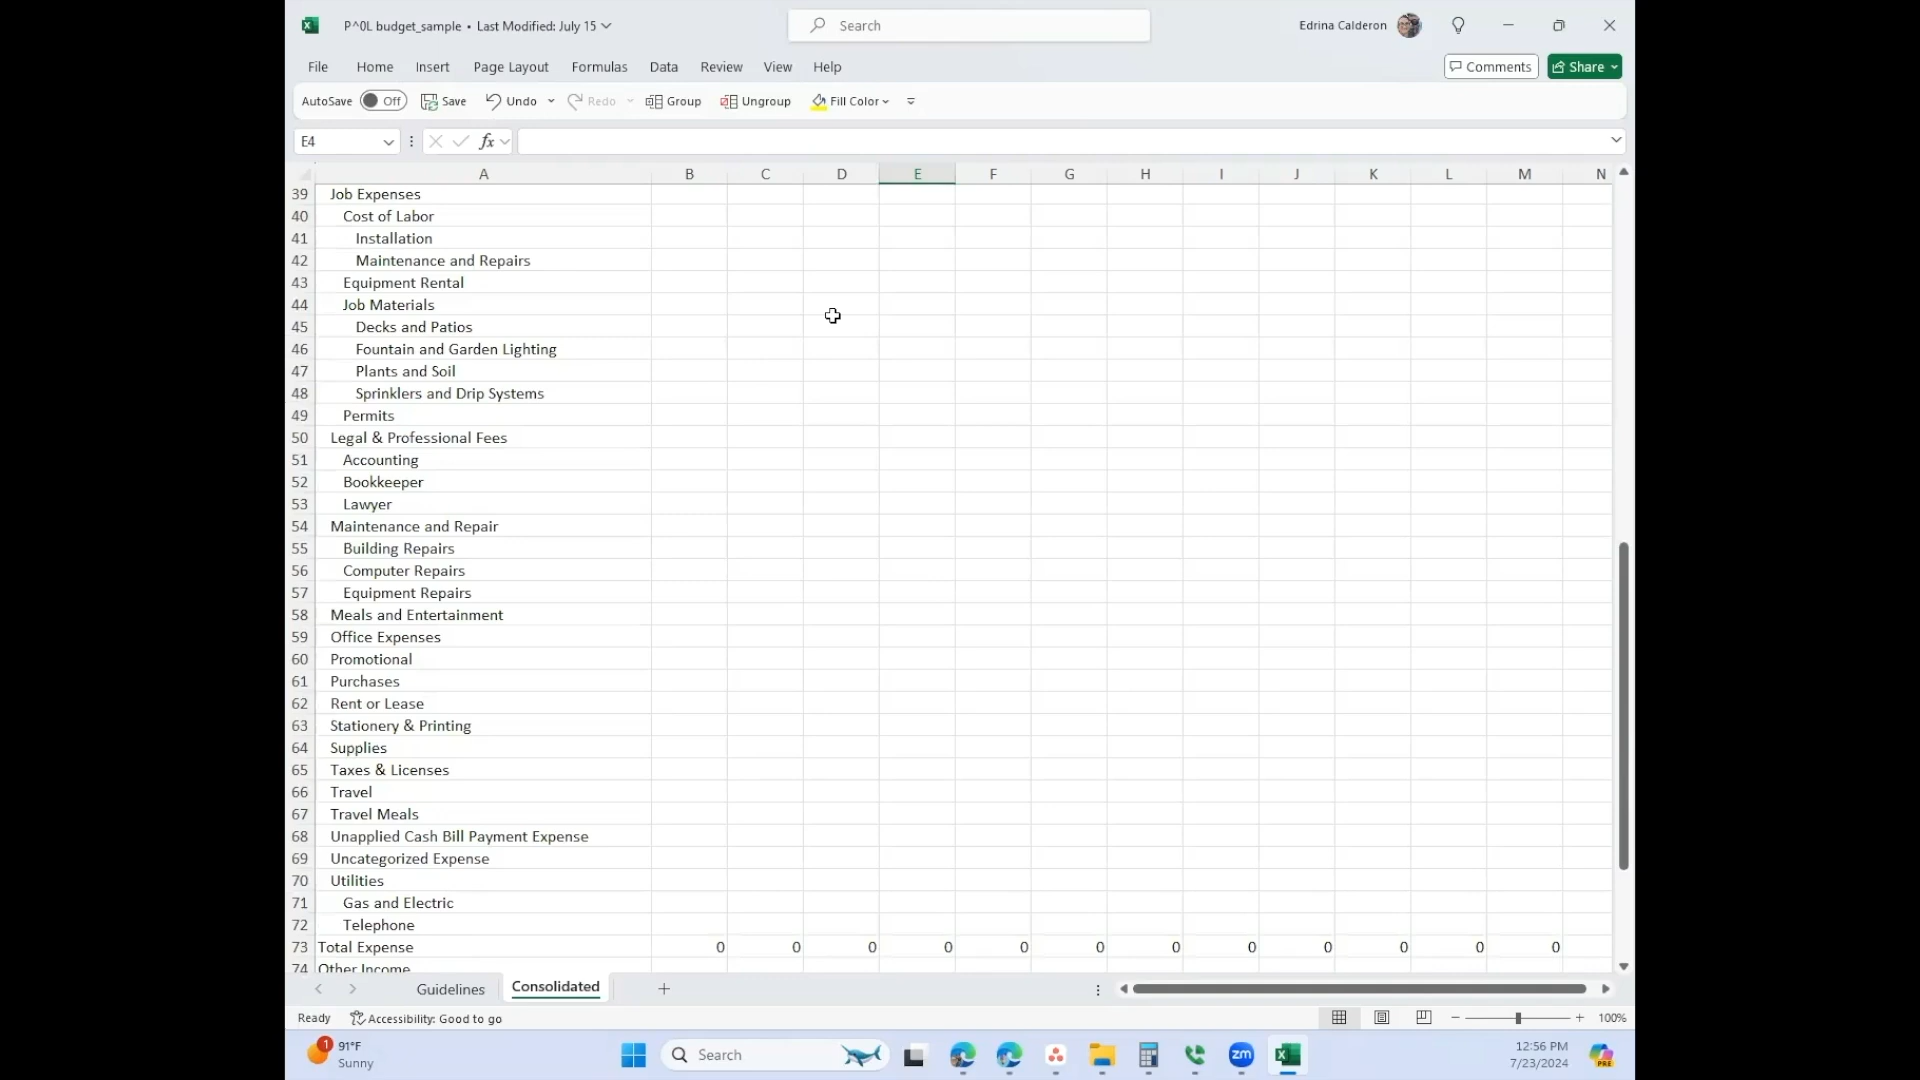 P^0L budget_sample • Last Modified: July 15
Search
Edrina Calderon
File Home Insert Page Layout Formulas Data Review View Help
Comments
Share
AutoSave Off Save Undo Redo Group Ungroup Fill Color
E4
fx
A B C D E F G H I J K L M N
39 Job Expenses
40 Cost of Labor
41 Installation
42 Maintenance and Repairs
43 Equipment Rental
44 Job Materials
45 Decks and Patios
46 Fountain and Garden Lighting
47 Plants and Soil
48 Sprinklers and Drip Systems
49 Permits
50 Legal & Professional Fees
51 Accounting
52 Bookkeeper
53 Lawyer
54 Maintenance and Repair
55 Building Repairs
56 Computer Repairs
57 Equipment Repairs
58 Meals and Entertainment
59 Office Expenses
60 Promotional
61 Purchases
62 Rent or Lease
63 Stationery & Printing
64 Supplies
65 Taxes & Licenses
66 Travel
67 Travel Meals
68 Unapplied Cash Bill Payment Expense
69 Uncategorized Expense
70 Utilities
71 Gas and Electric
72 Telephone
73 Total Expense 0 0 0 0 0 0 0 0 0 0 0 0
74 Other Income
Guidelines Consolidated
Ready Accessibility: Good to go 100%
1
91°F
Sunny
Search
zm
12:56 PM
7/23/2024
PRE